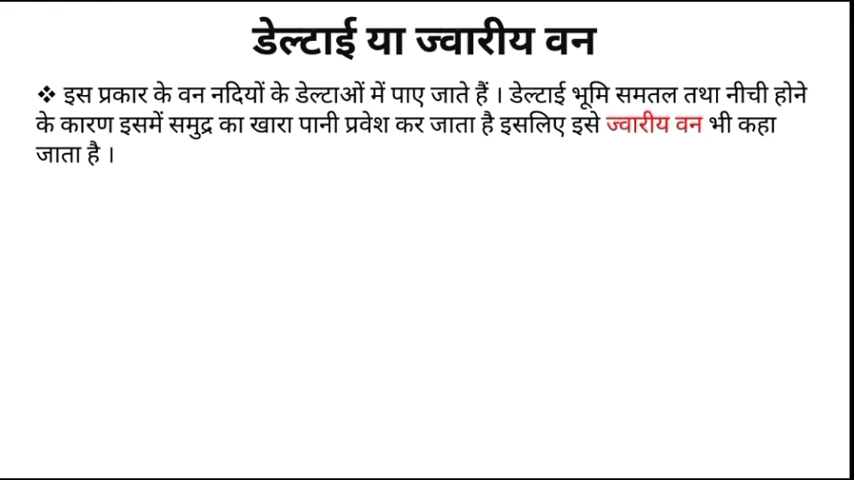 डेल्टाई या ज्वारीय वन
❖ इस प्रकार के वन नदियों के डेल्टाओं में पाए जाते हैं । डेल्टाई भूमि समतल तथा नीची होने
के कारण इसमें समुद्र का खारा पानी प्रवेश कर जाता है इसलिए इसे ज्वारीय वन भी कहा
जाता है ।